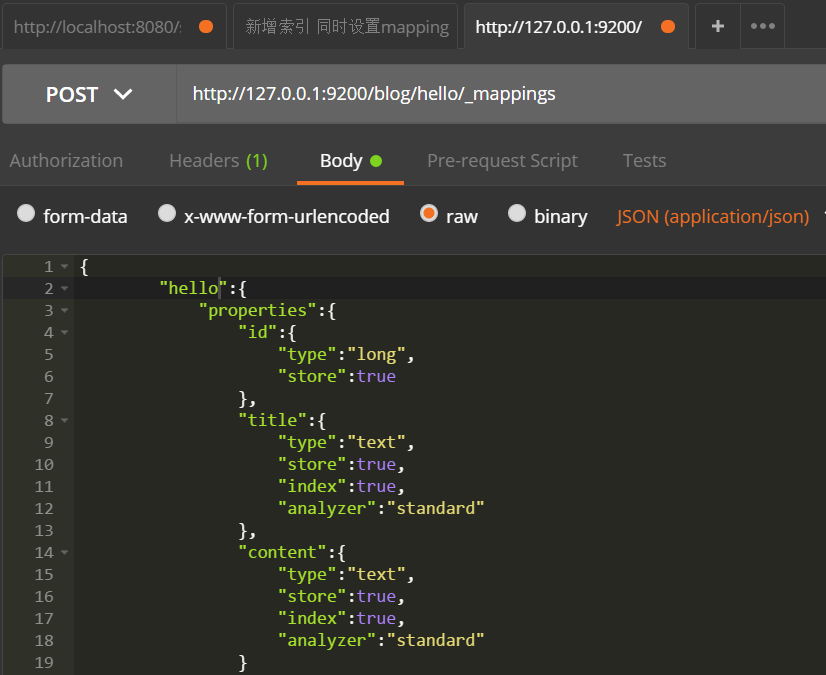 http://localhost:8080/ 新增索引 同时设置mapping http://127.0.0.1:9200/ + •••
POST http://127.0.0.1:9200/blog/hello/_mappings
Authorization Headers (1) Body Pre-request Script Tests
form-data x-www-form-urlencoded raw binary JSON (application/json)
1 {
2 "hello":{
3 "properties":{
4 "id":{
5 "type":"long",
6 "store":true
7 },
8 "title":{
9 "type":"text",
10 "store":true,
11 "index":true,
12 "analyzer":"standard"
13 },
14 "content":{
15 "type":"text",
16 "store":true,
17 "index":true,
18 "analyzer":"standard"
19 }